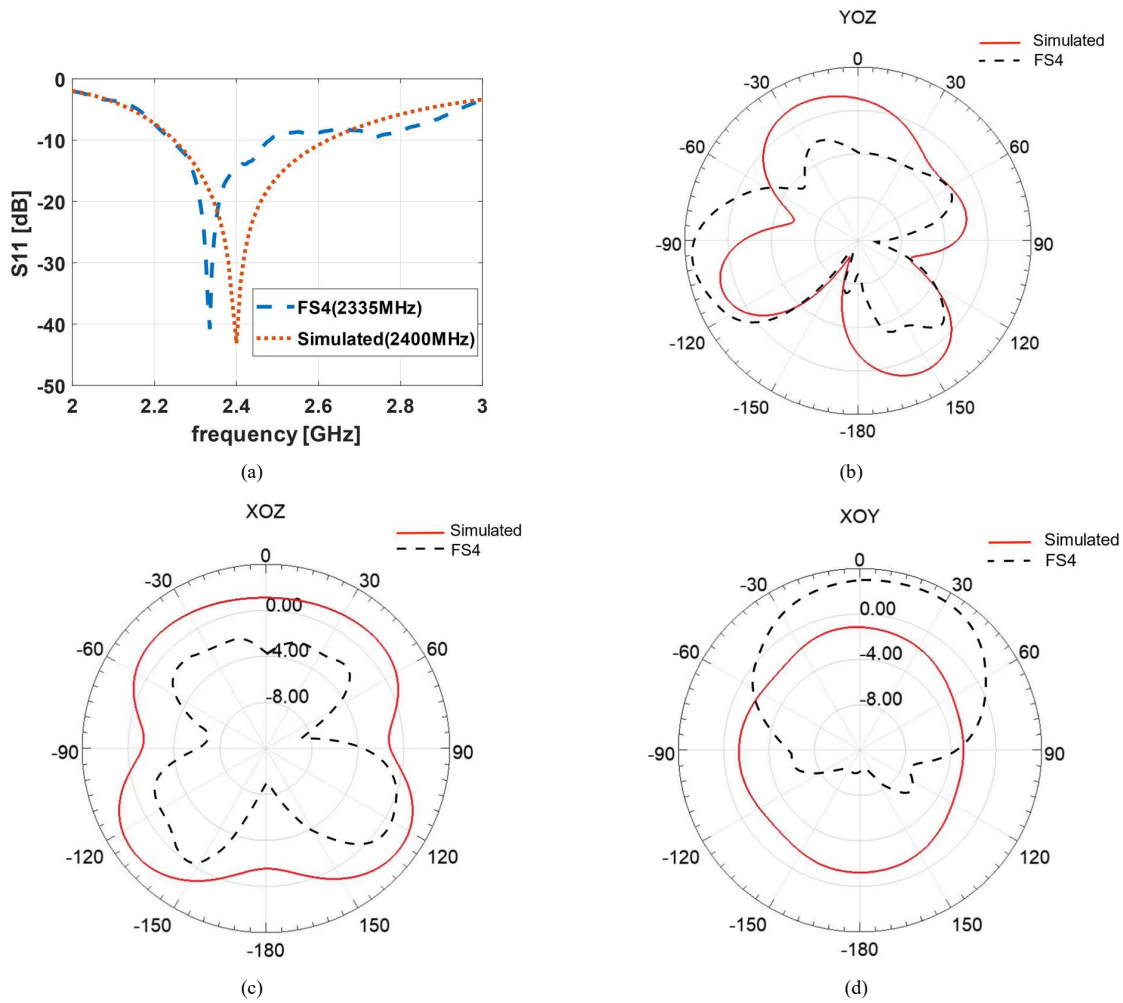 0
-10
-20
-30
-40
-50
S11 [dB]
FS4(2335MHz)
Simulated(2400MHz)
2 2.2 2.4 2.6 2.8 3
frequency [GHz]
(a)
YOZ
Simulated
FS4
0
-30 30
-60 60
-90 90
-120 120
-150 150
-180
(b)
XOZ
Simulated
FS4
0
-30 30
0.00
-60 60
-4.00
-8.00
-90 90
-120 120
-150 150
-180
(c)
XOY
Simulated
FS4
0
-30 30
0.00
-60 60
-4.00
-8.00
-90 90
-120 120
-150 150
-180
(d)